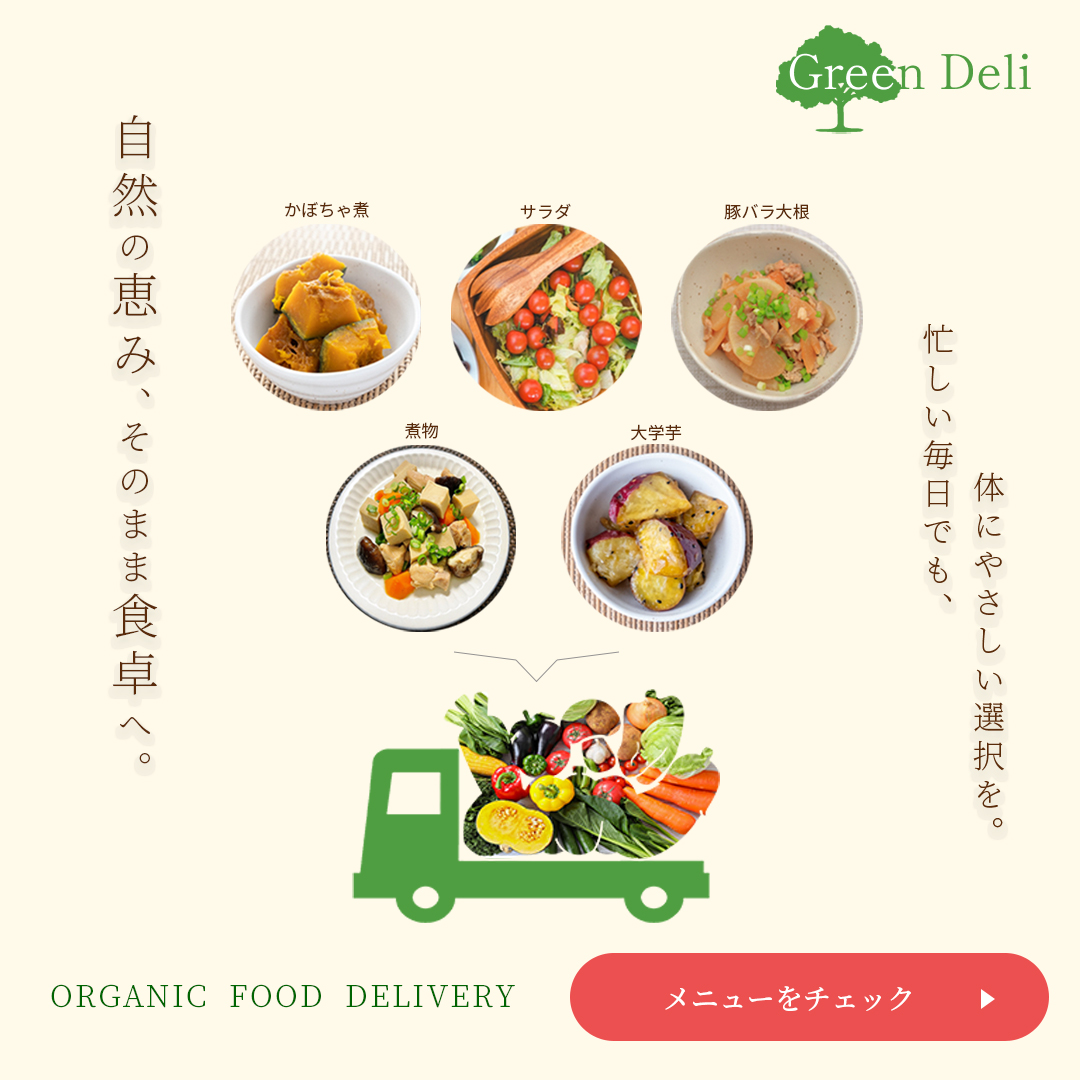 Green Deli
自然の恵み、そのまま食卓へ。
かぼちゃ煮
サラダ
豚バラ大根
煮物
大学芋
忙しい毎日でも、
体にやさしい選択を。
ORGANIC FOOD DELIVERY
メニューをチェック